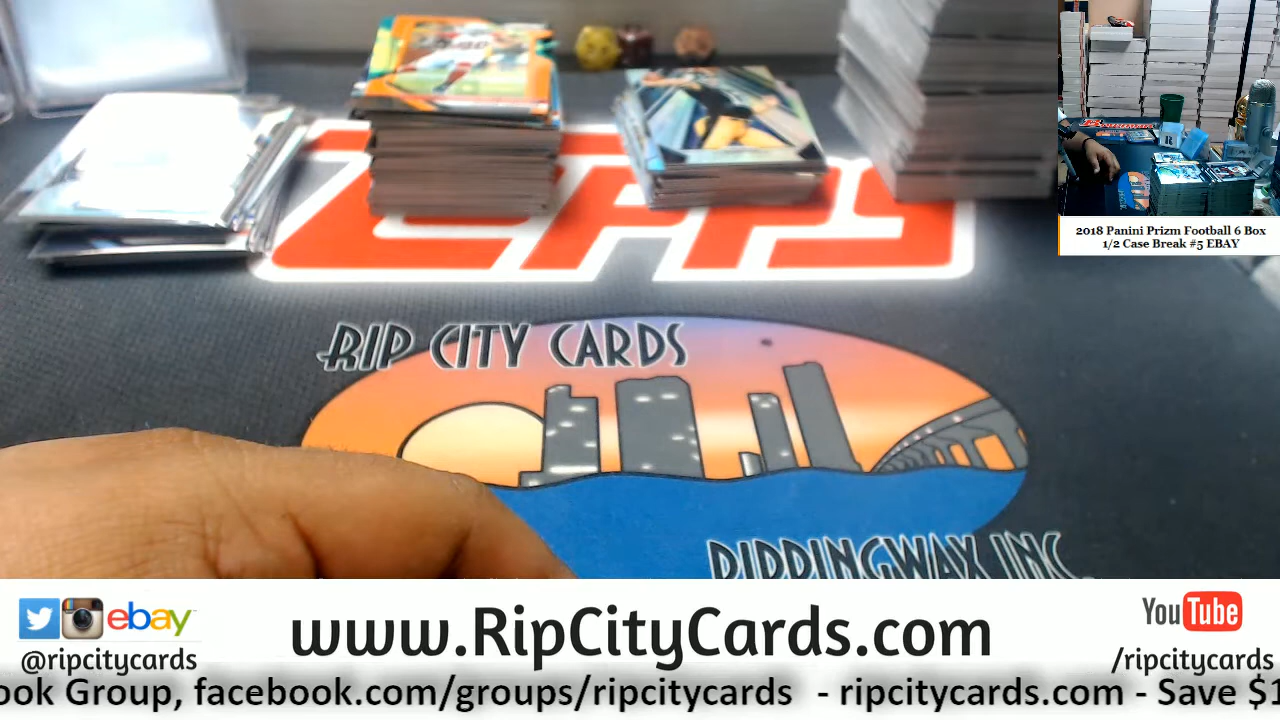 2018 Panini Prizm Football 6 Box
1/2 Case Break #5 EBAY
RIP CITY CARDS
RIPPINGWAX INC.
ebay
@ripcitycards
www.RipCityCards.com
YouTube
/ripcitycards
ook Group, facebook.com/groups/ripcitycards - ripcitycards.com - Save $1